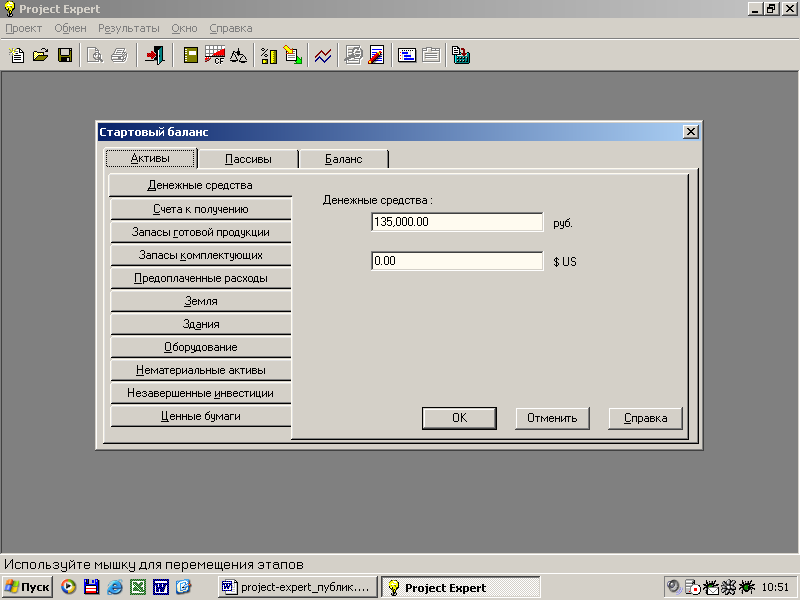 Project Expert
Проект Обмен Результаты Окно Справка
CF
Стартовый баланс
Активы Пассивы Баланс
Денежные средства
Счета к получению
Запасы готовой продукции
Запасы комплектующих
Предоплаченные расходы
Земля
Здания
Оборудование
Нематериальные активы
Незавершенные инвестиции
Ценные бумаги
Денежные средства :
135,000.00 руб.
0.00 $ US
OK Отменить Справка
Используйте мышку для перемещения этапов
Пуск project-expert_публик.... Project Expert 10:51